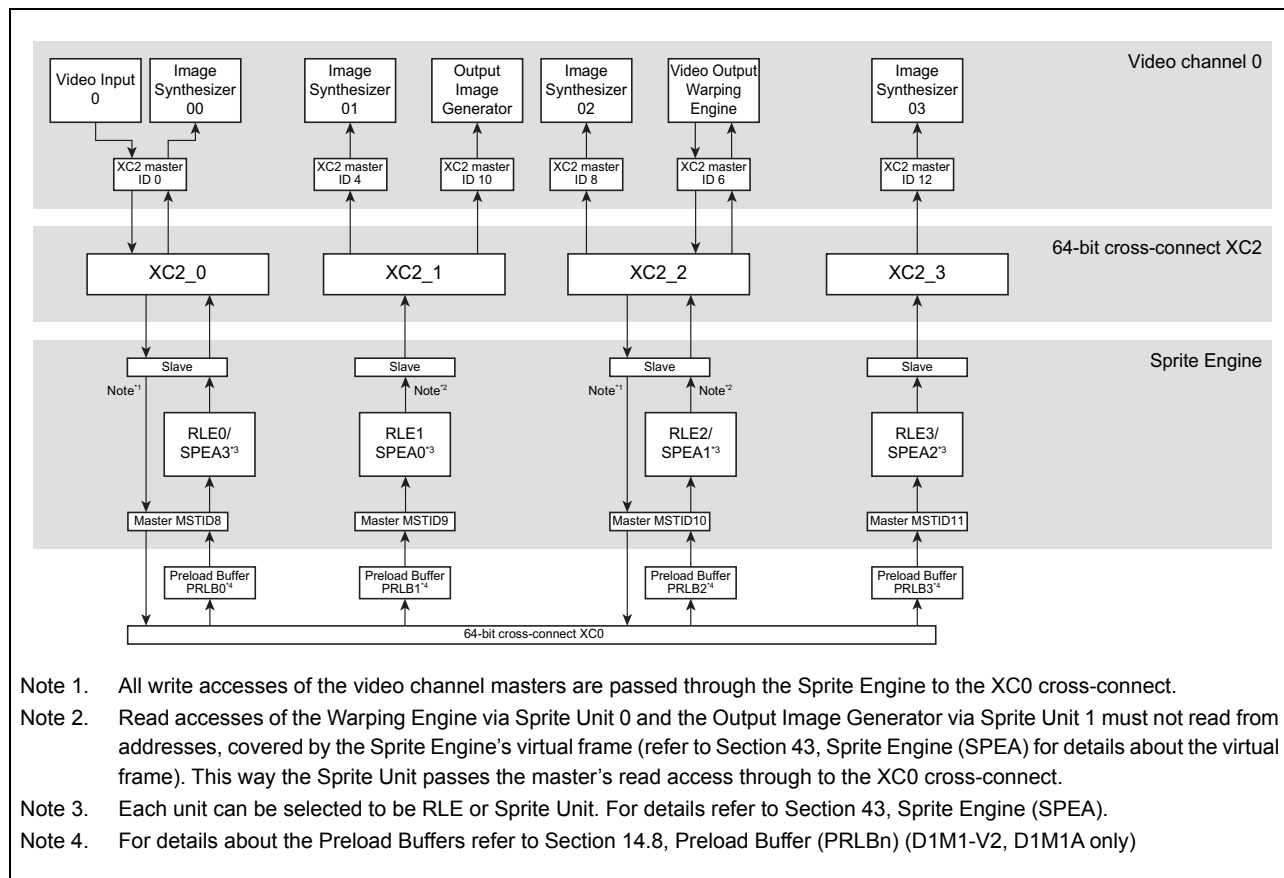 Video channel 0
Video Input
0
Image
Synthesizer
00
Image
Synthesizer
01
Output
Image
Generator
Image
Synthesizer
02
Video Output
Warping
Engine
Image
Synthesizer
03
XC2 master
ID 0
XC2 master
ID 4
XC2 master
ID 10
XC2 master
ID 8
XC2 master
ID 6
XC2 master
ID 12
64-bit cross-connect XC2
XC2_0
XC2_1
XC2_2
XC2_3
Sprite Engine
Slave
Slave
Slave
Slave
Note*1
Note*2
Note*1
Note*2
RLE0/
SPEA3*3
RLE1
SPEA0*3
RLE2/
SPEA1*3
RLE3/
SPEA2*3
Master MSTID8
Master MSTID9
Master MSTID10
Master MSTID11
Preload Buffer
PRLB0*4
Preload Buffer
PRLB1*4
Preload Buffer
PRLB2*4
Preload Buffer
PRLB3*4
64-bit cross-connect XC0
Note 1. All write accesses of the video channel masters are passed through the Sprite Engine to the XC0 cross-connect.
Note 2. Read accesses of the Warping Engine via Sprite Unit 0 and the Output Image Generator via Sprite Unit 1 must not read from
addresses, covered by the Sprite Engine's virtual frame (refer to Section 43, Sprite Engine (SPEA) for details about the virtual
frame). This way the Sprite Unit passes the master's read access through to the XC0 cross-connect.
Note 3. Each unit can be selected to be RLE or Sprite Unit. For details refer to Section 43, Sprite Engine (SPEA).
Note 4. For details about the Preload Buffers refer to Section 14.8, Preload Buffer (PRLBn) (D1M1-V2, D1M1A only)